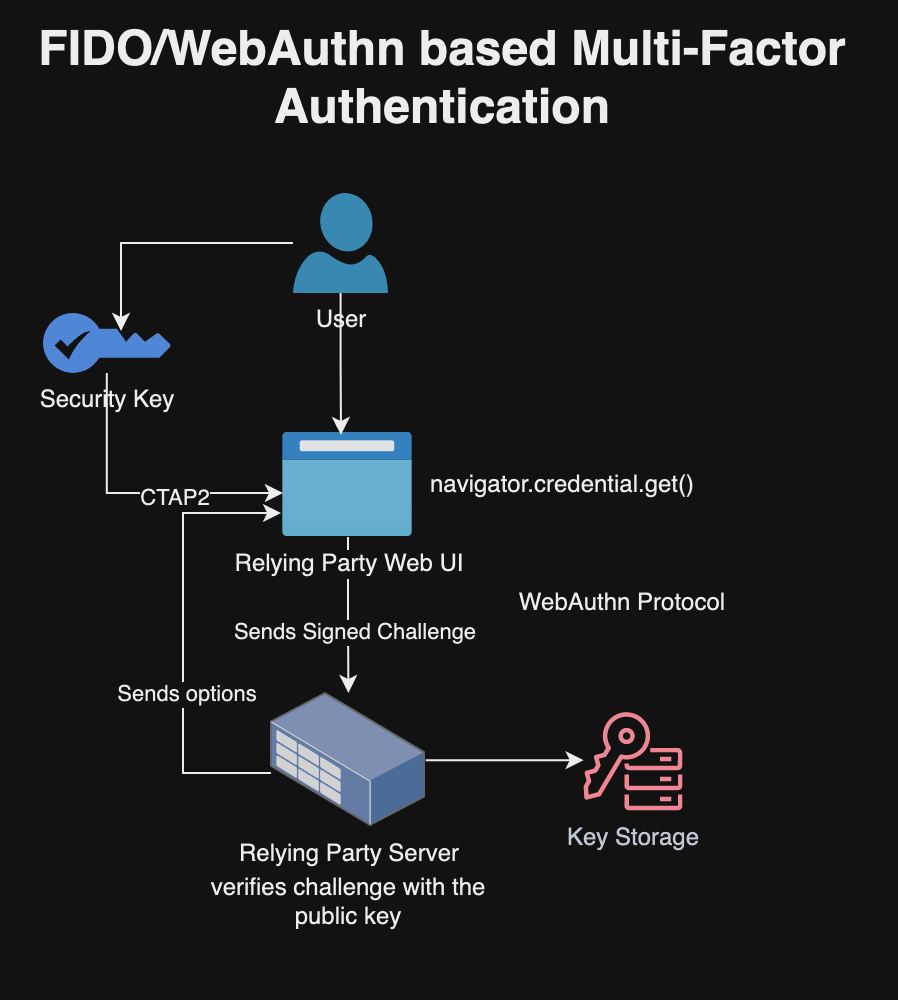 FIDO/WebAuthn based Multi-Factor
Authentication
User
Security Key
CTAP2
navigator.credential.get()
Relying Party Web UI
WebAuthn Protocol
Sends Signed Challenge
Sends options
Key Storage
Relying Party Server
verifies challenge with the
public key